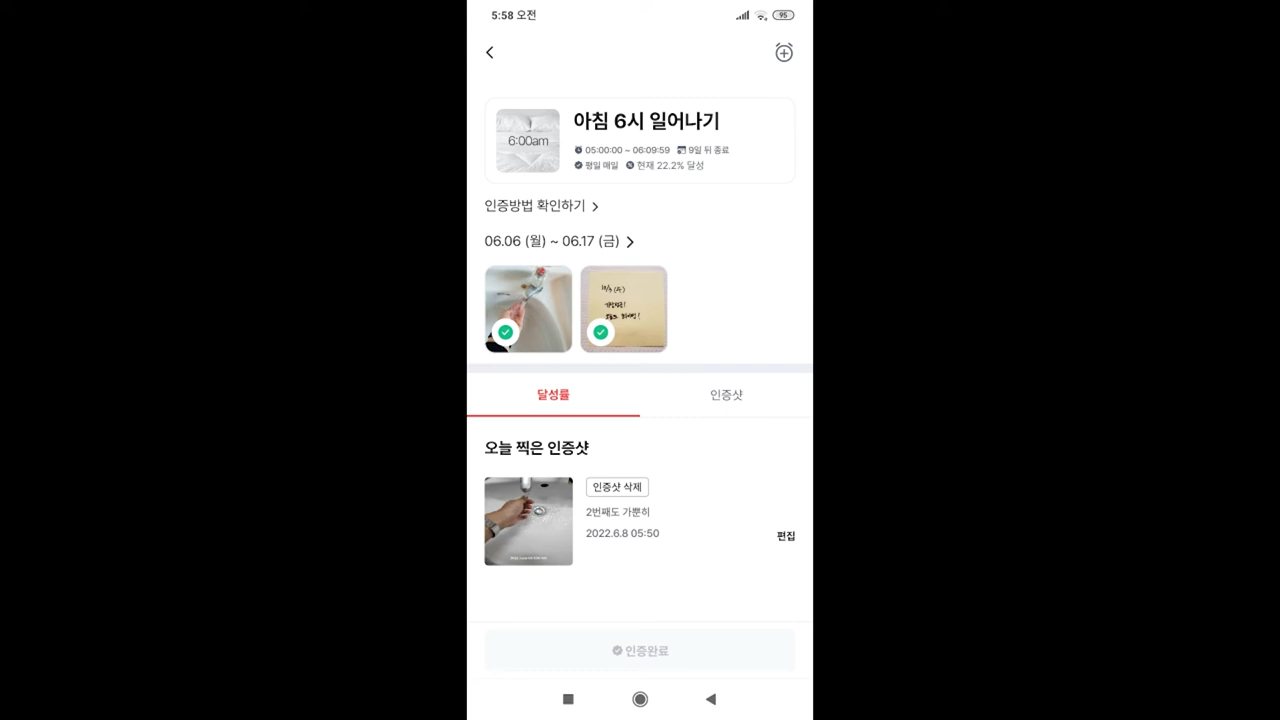 5:58 오전
95
6:00am
아침 6시 일어나기
05:00:00 ~ 06:09:59 9일 뒤 종료
평일 매일 현재 22.2% 달성
인증방법 확인하기 >
06.06 (월) ~ 06.17 (금) >
달성률 인증샷
오늘 찍은 인증샷
인증샷 삭제
2번째도 가뿐히
2022.6.8 05:50
편집
인증완료